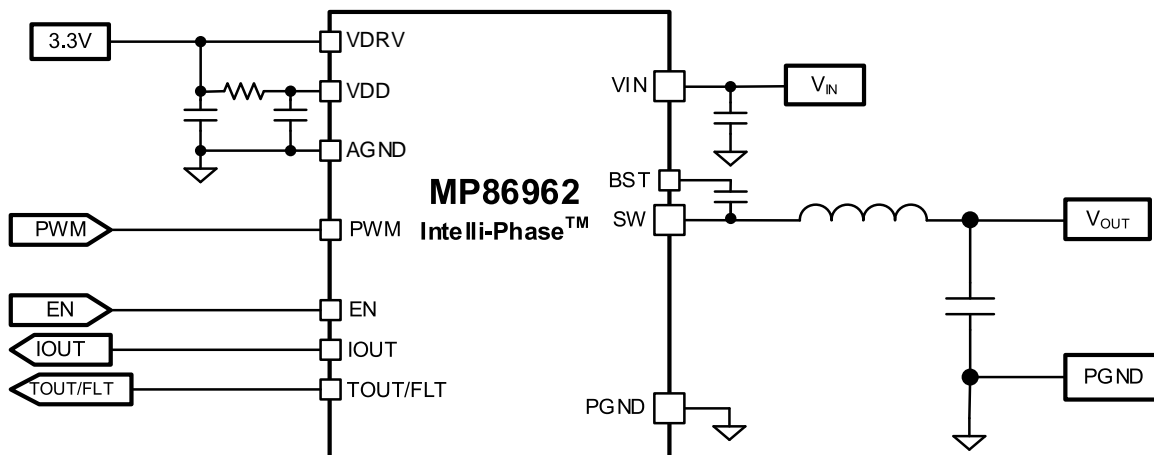 3.3V
VDRV
VDD
AGND
PWM
PWM
EN
EN
IOUT
IOUT
TOUT/FLT
TOUT/FLT
MP86962
Intelli-Phase™
VIN
VIN
BST
SW
VOUT
PGND
PGND